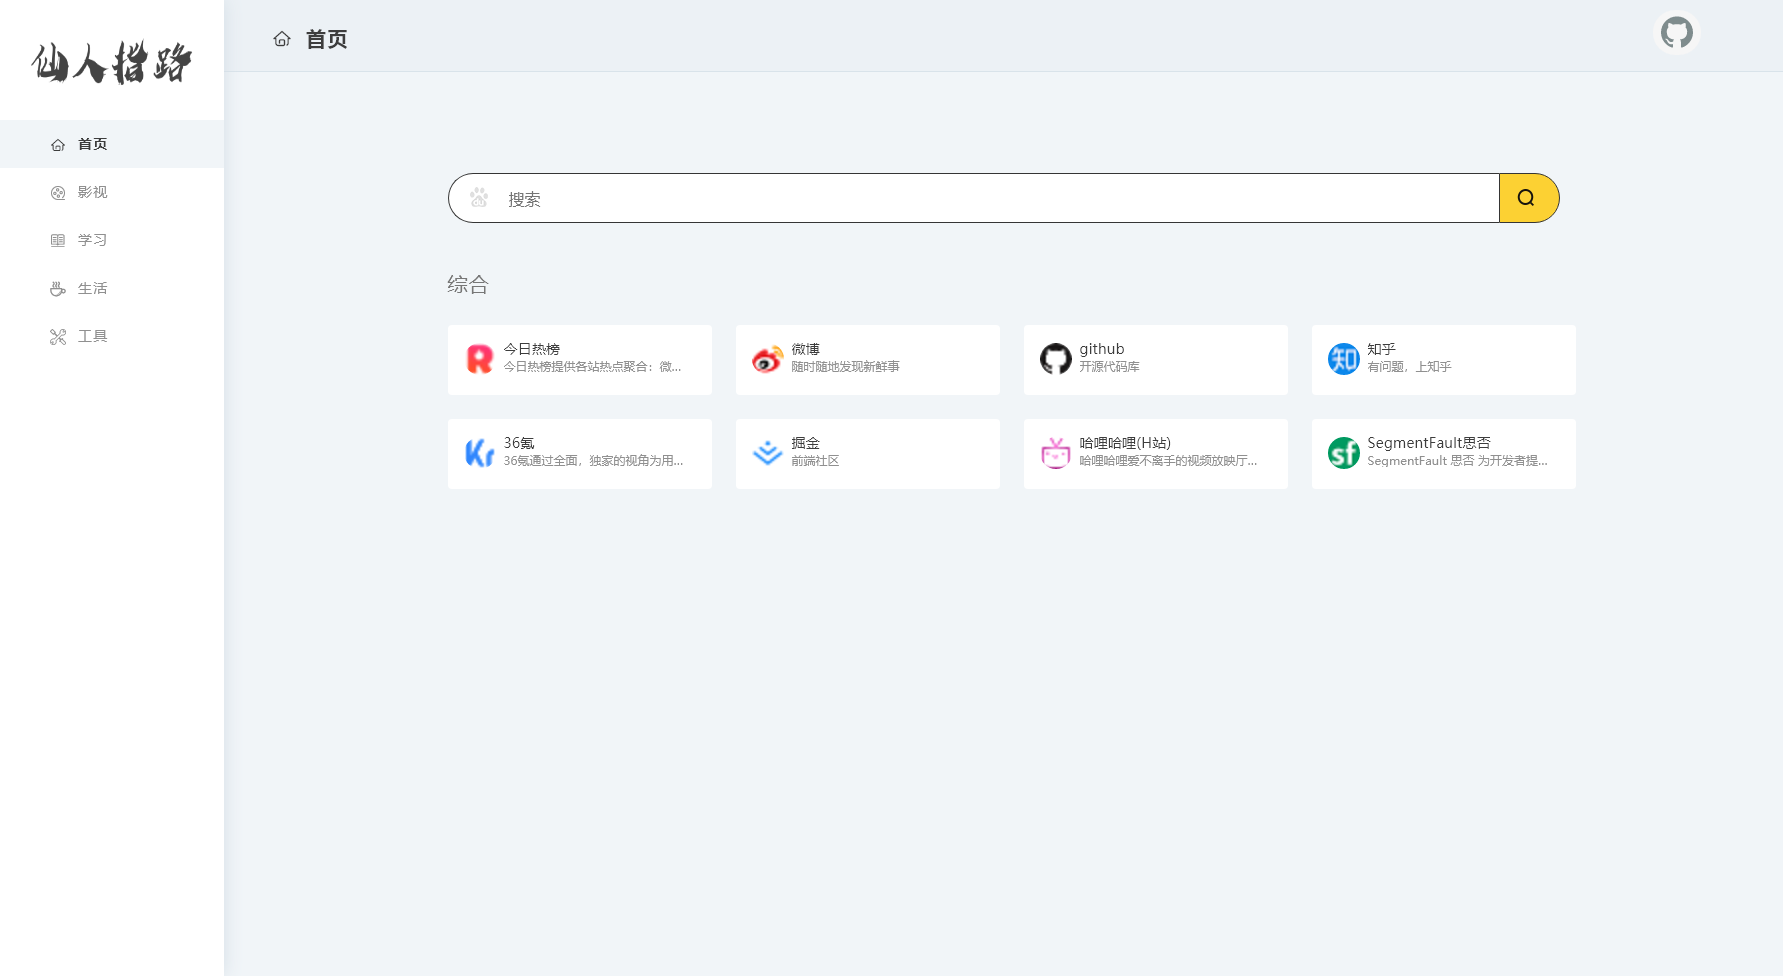 仙人指路
首页
影视
学习
生活
工具
首页
搜索
综合
今日热榜
今日热榜提供各站热点聚合：微...
微博
随时随地发现新鲜事
github
开源代码库
知乎
有问题，上知乎
36氪
36氪通过全面，独家的视角为用...
掘金
前端社区
哈哩哈哩(H站)
哈哩哈哩爱不离手的视频放映厅...
SegmentFault思否
SegmentFault 思否 为开发者提...